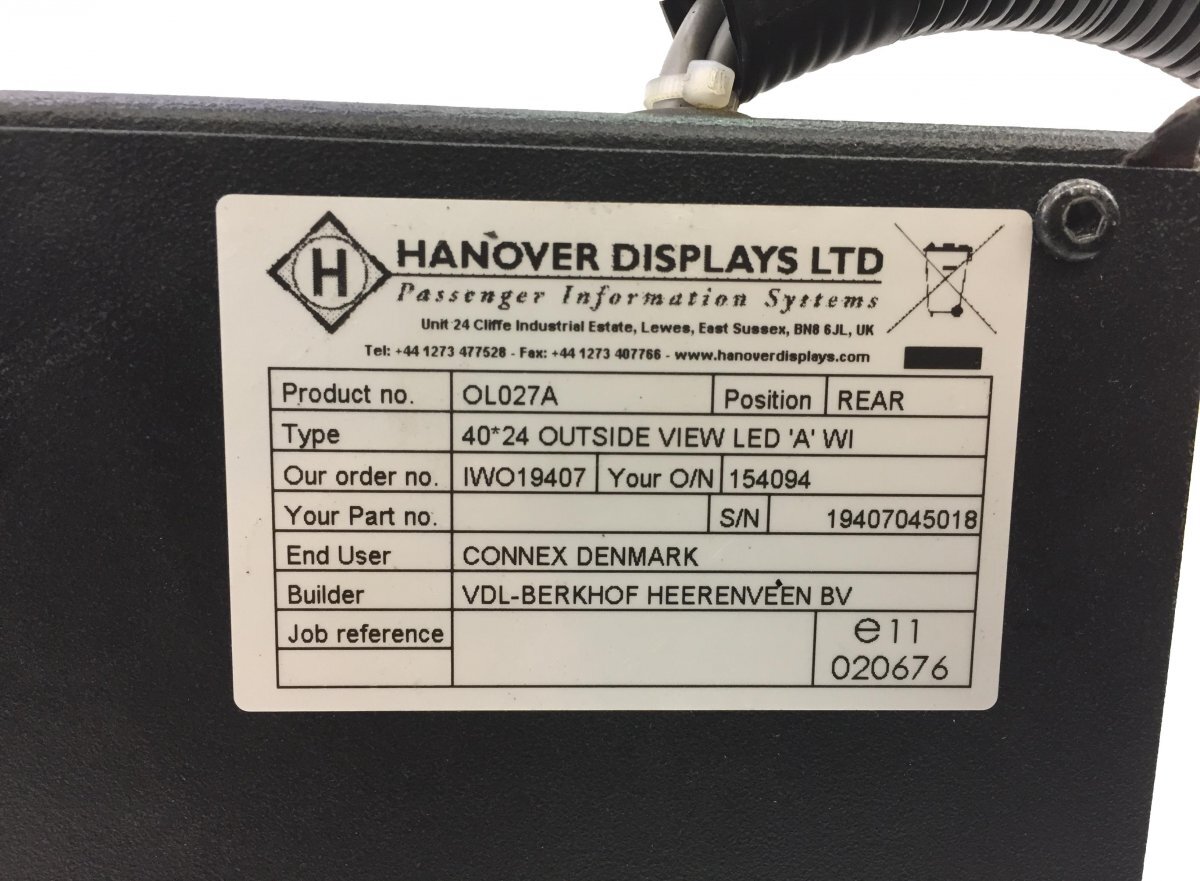 H
HANOVER DISPLAYS LTD
Passenger Information Systems
Unit 24 Cliffe Industrial Estate, Lewes, East Sussex, BN8 6JL, UK
Tel: +44 1273 477528 - Fax: +44 1273 407766 - www.hanoverdisplays.com
Product no. OL027A Position REAR
Type 40*24 OUTSIDE VIEW LED 'A' WI
Our order no. IWO19407 Your O/N 154094
Your Part no. S/N 19407045018
End User CONNEX DENMARK
Builder VDL-BERKHOF HEERENVEEN BV
Job reference e11
020676